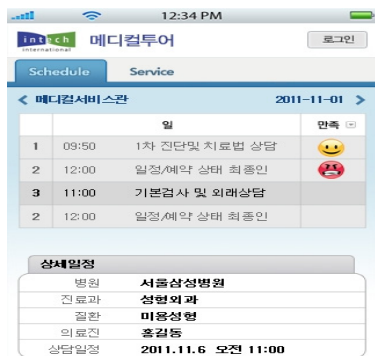 12:34 PM
intech
international
메디컬투어
로그인
Schedule Service
메디컬서비스관 2011-11-01
일 만족
1 09:50 1차 진단및 치료법 상담
2 12:00 일정/예약 상태 최종인
3 11:00 기본검사 및 외래상담
2 12:00 일정/예약 상태 최종인
상세일정
병원 서울삼성병원
진료과 성형외과
질환 미용성형
의료진 홍길동
상담일정 2011.11.6 오전 11:00